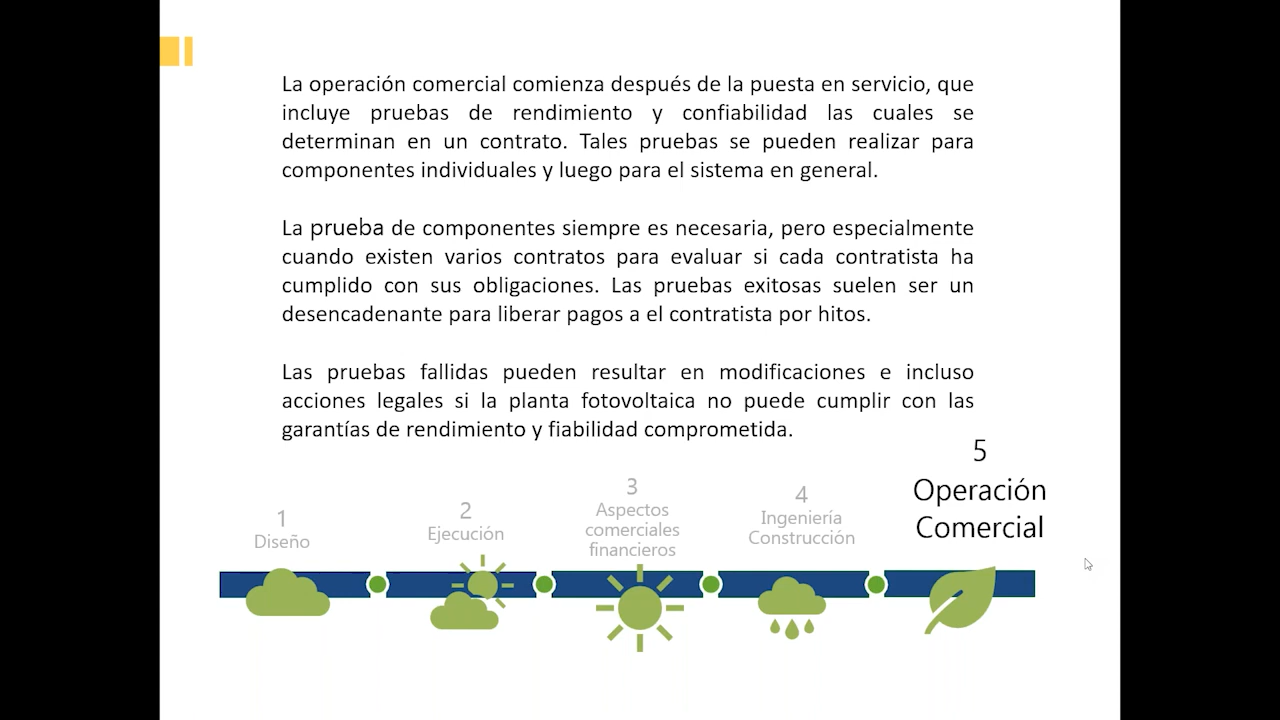 La operación comercial comienza después de la puesta en servicio, que
incluye pruebas de rendimiento y confiabilidad las cuales se
determinan en un contrato. Tales pruebas se pueden realizar para
componentes individuales y luego para el sistema en general.
La prueba de componentes siempre es necesaria, pero especialmente
cuando existen varios contratos para evaluar si cada contratista ha
cumplido con sus obligaciones. Las pruebas exitosas suelen ser un
desencadenante para liberar pagos a el contratista por hitos.
Las pruebas fallidas pueden resultar en modificaciones e incluso
acciones legales si la planta fotovoltaica no puede cumplir con las
garantías de rendimiento y fiabilidad comprometida.
1
Diseño
2
Ejecución
3
Aspectos
comerciales
financieros
4
Ingeniería
Construcción
5
Operación
Comercial